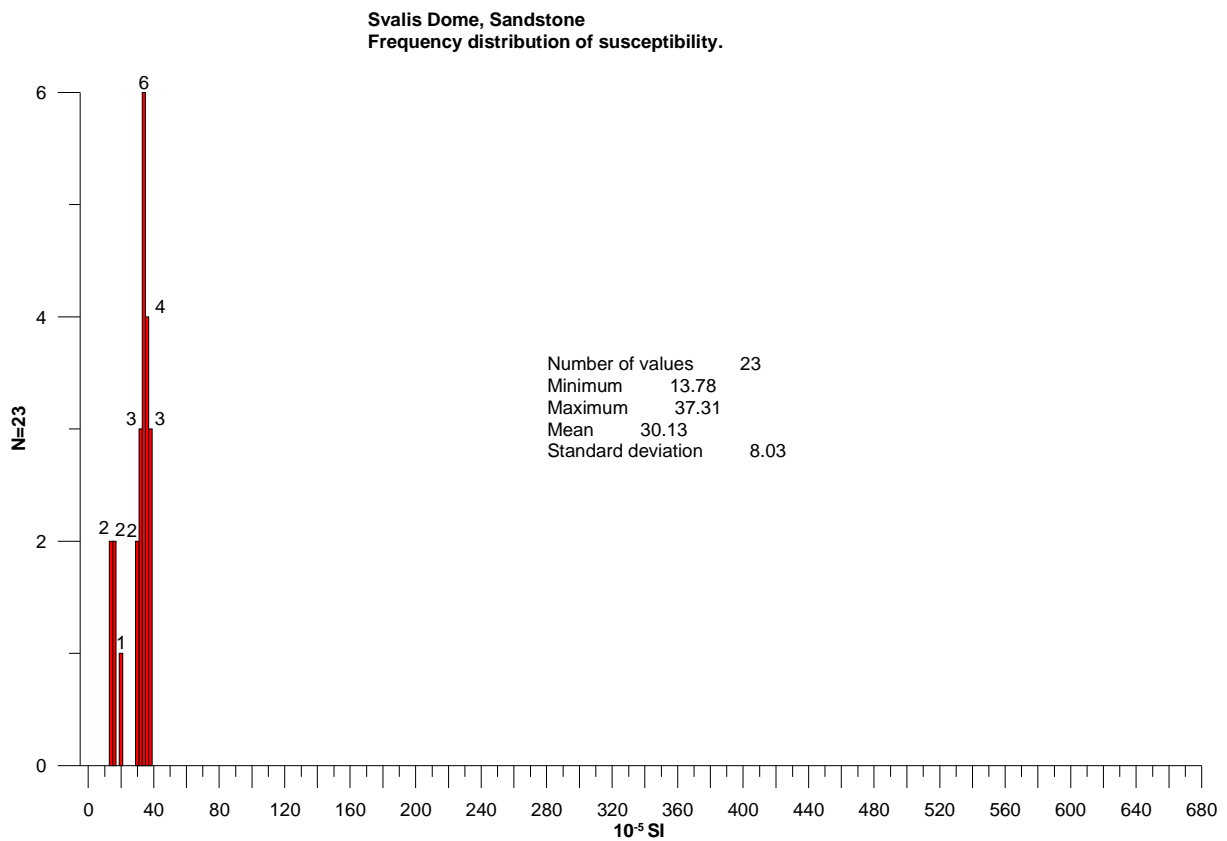 Svalis Dome, Sandstone
Frequency distribution of susceptibility.
6
6
4
4
N=23
3
3
2
2
2
2
1
0
Number of values 23
Minimum 13.78
Maximum 37.31
Mean 30.13
Standard deviation 8.03
0 40 80 120 160 200 240 280 320 360 400 440 480 520 560 600 640 680
10⁻⁵ SI